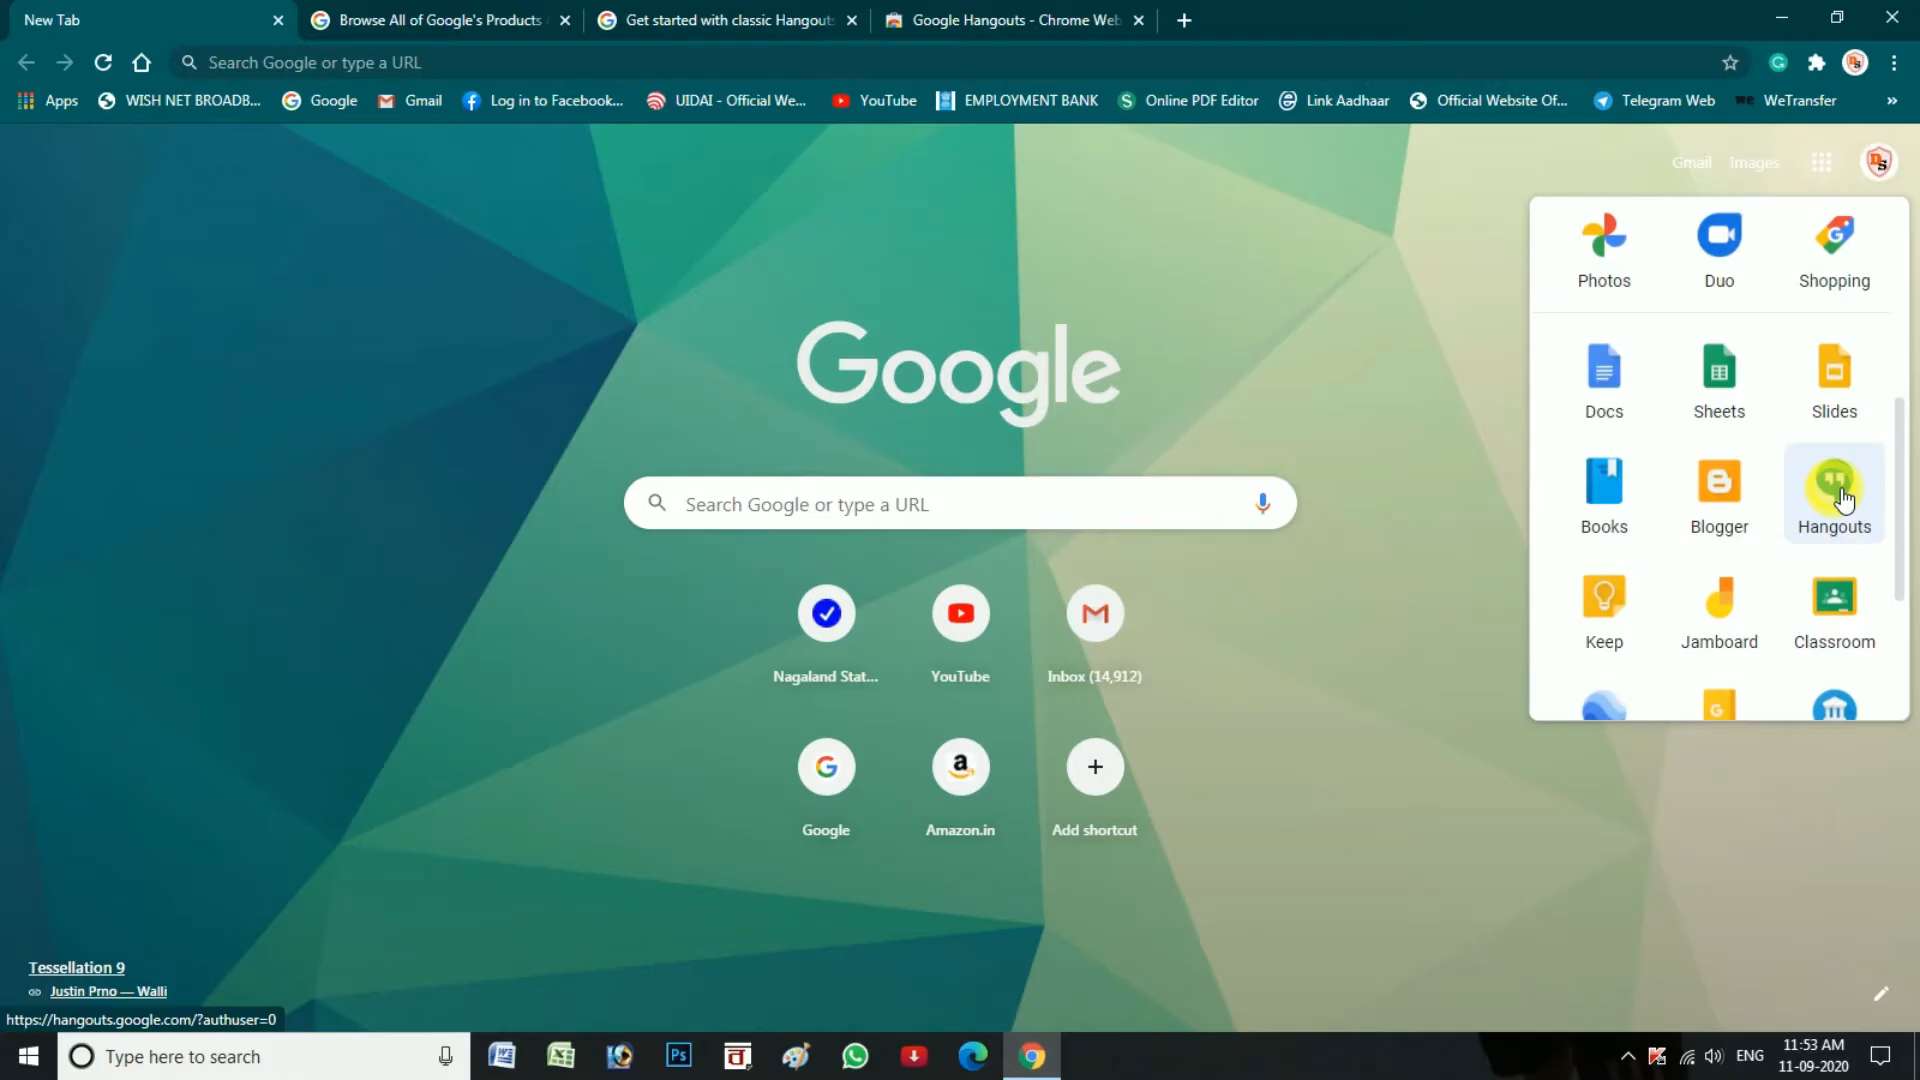 New Tab
Browse All of Google's Products
Get started with classic Hangouts
Google Hangouts - Chrome Web
Search Google or type a URL
Apps
WISH NET BROADB...
Google
Gmail
Log in to Facebook...
UIDAI - Official We...
YouTube
EMPLOYMENT BANK
Online PDF Editor
Link Aadhaar
Official Website Of...
Telegram Web
WeTransfer
»
Gmail Images
Photos Duo Shopping
Google
Docs Sheets Slides
Search Google or type a URL
Books Blogger Hangouts
Keep Jamboard Classroom
Nagaland Stat... YouTube Inbox (14,912)
Google Amazon.in Add shortcut
Tessellation 9
Justin Prno — Walli
https://hangouts.google.com/?authuser=0
Type here to search
Ps
ENG
11:53 AM
11-09-2020